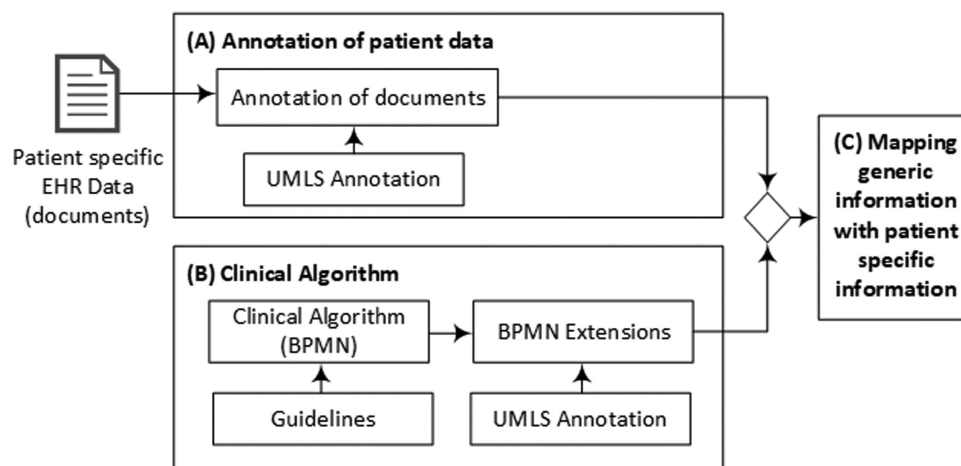 (A) Annotation of patient data
Annotation of documents
UMLS Annotation
Patient specific
EHR Data
(documents)
(B) Clinical Algorithm
Clinical Algorithm
(BPMN)
BPMN Extensions
Guidelines
UMLS Annotation
(C) Mapping
generic
information
with patient
specific
information